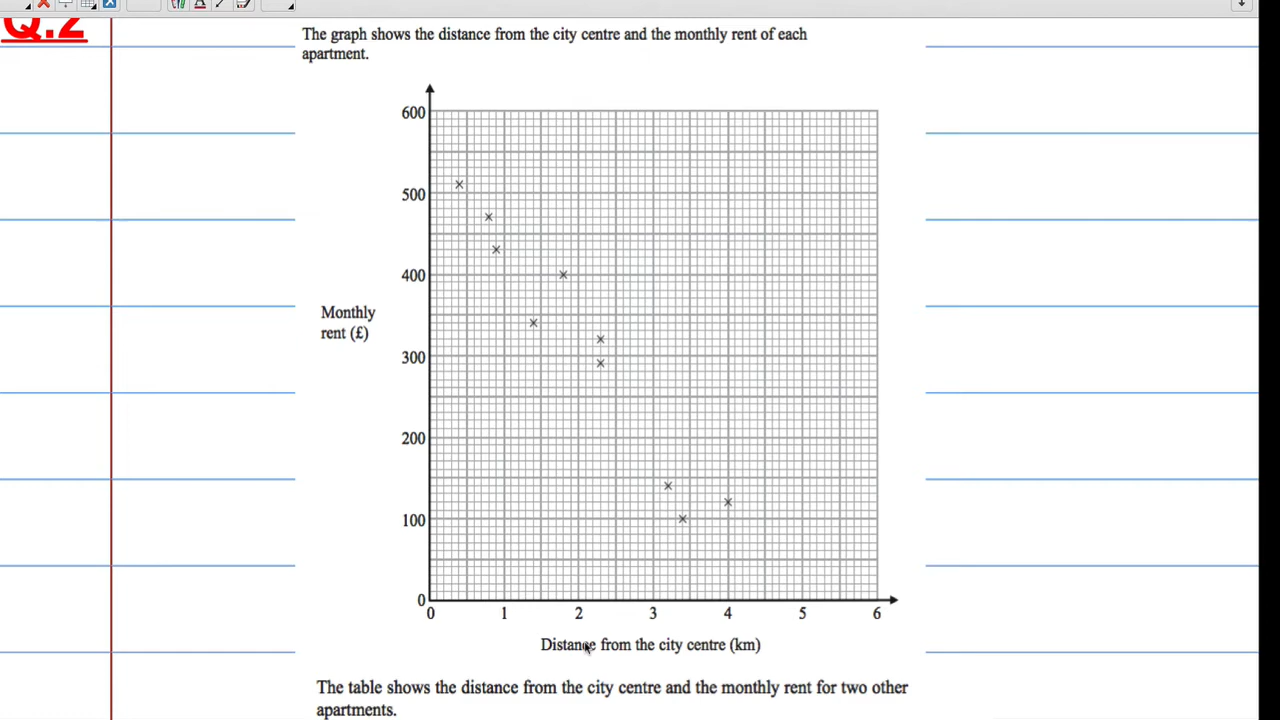 Q.2
The graph shows the distance from the city centre and the monthly rent of each
apartment.
600
500
400
Monthly
rent (£)
300
200
100
0
0 1 2 3 4 5 6
Distance from the city centre (km)
The table shows the distance from the city centre and the monthly rent for two other
apartments.